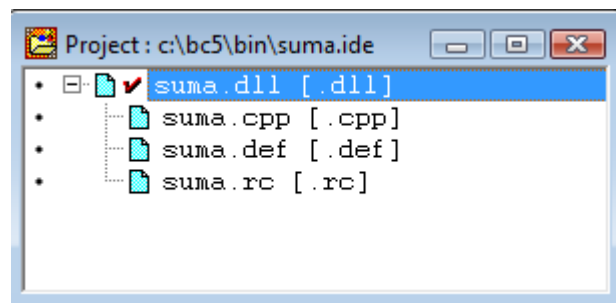 Project : c:\bc5\bin\suma.ide
suma.dll [.dll]
suma.cpp [.cpp]
suma.def [.def]
suma.rc [.rc]